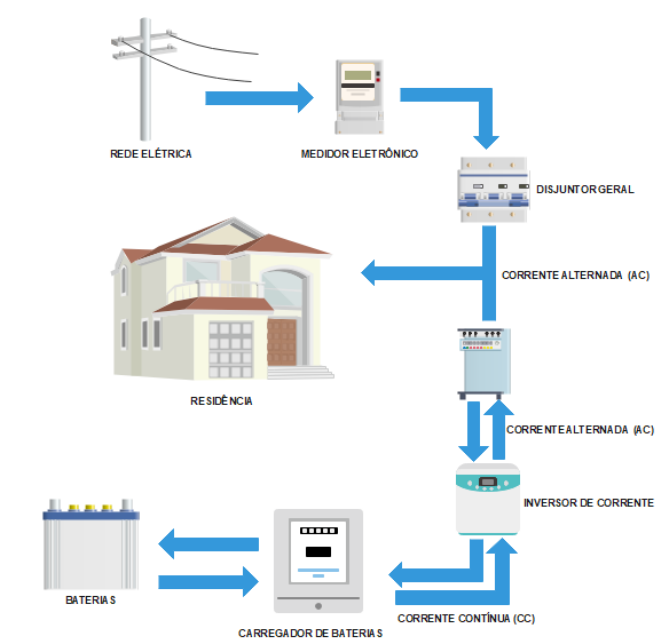 REDE ELÉTRICA
MEDIDOR ELETRÔNICO
DISJUNTOR GERAL
CORRENTE ALTERNADA (AC)
RESIDÊNCIA
CORRENTE ALTERNADA (AC)
INVERSOR DE CORRENTE
BATERIAS
CORRENTE CONTÍNUA (CC)
CARREGADOR DE BATERIAS